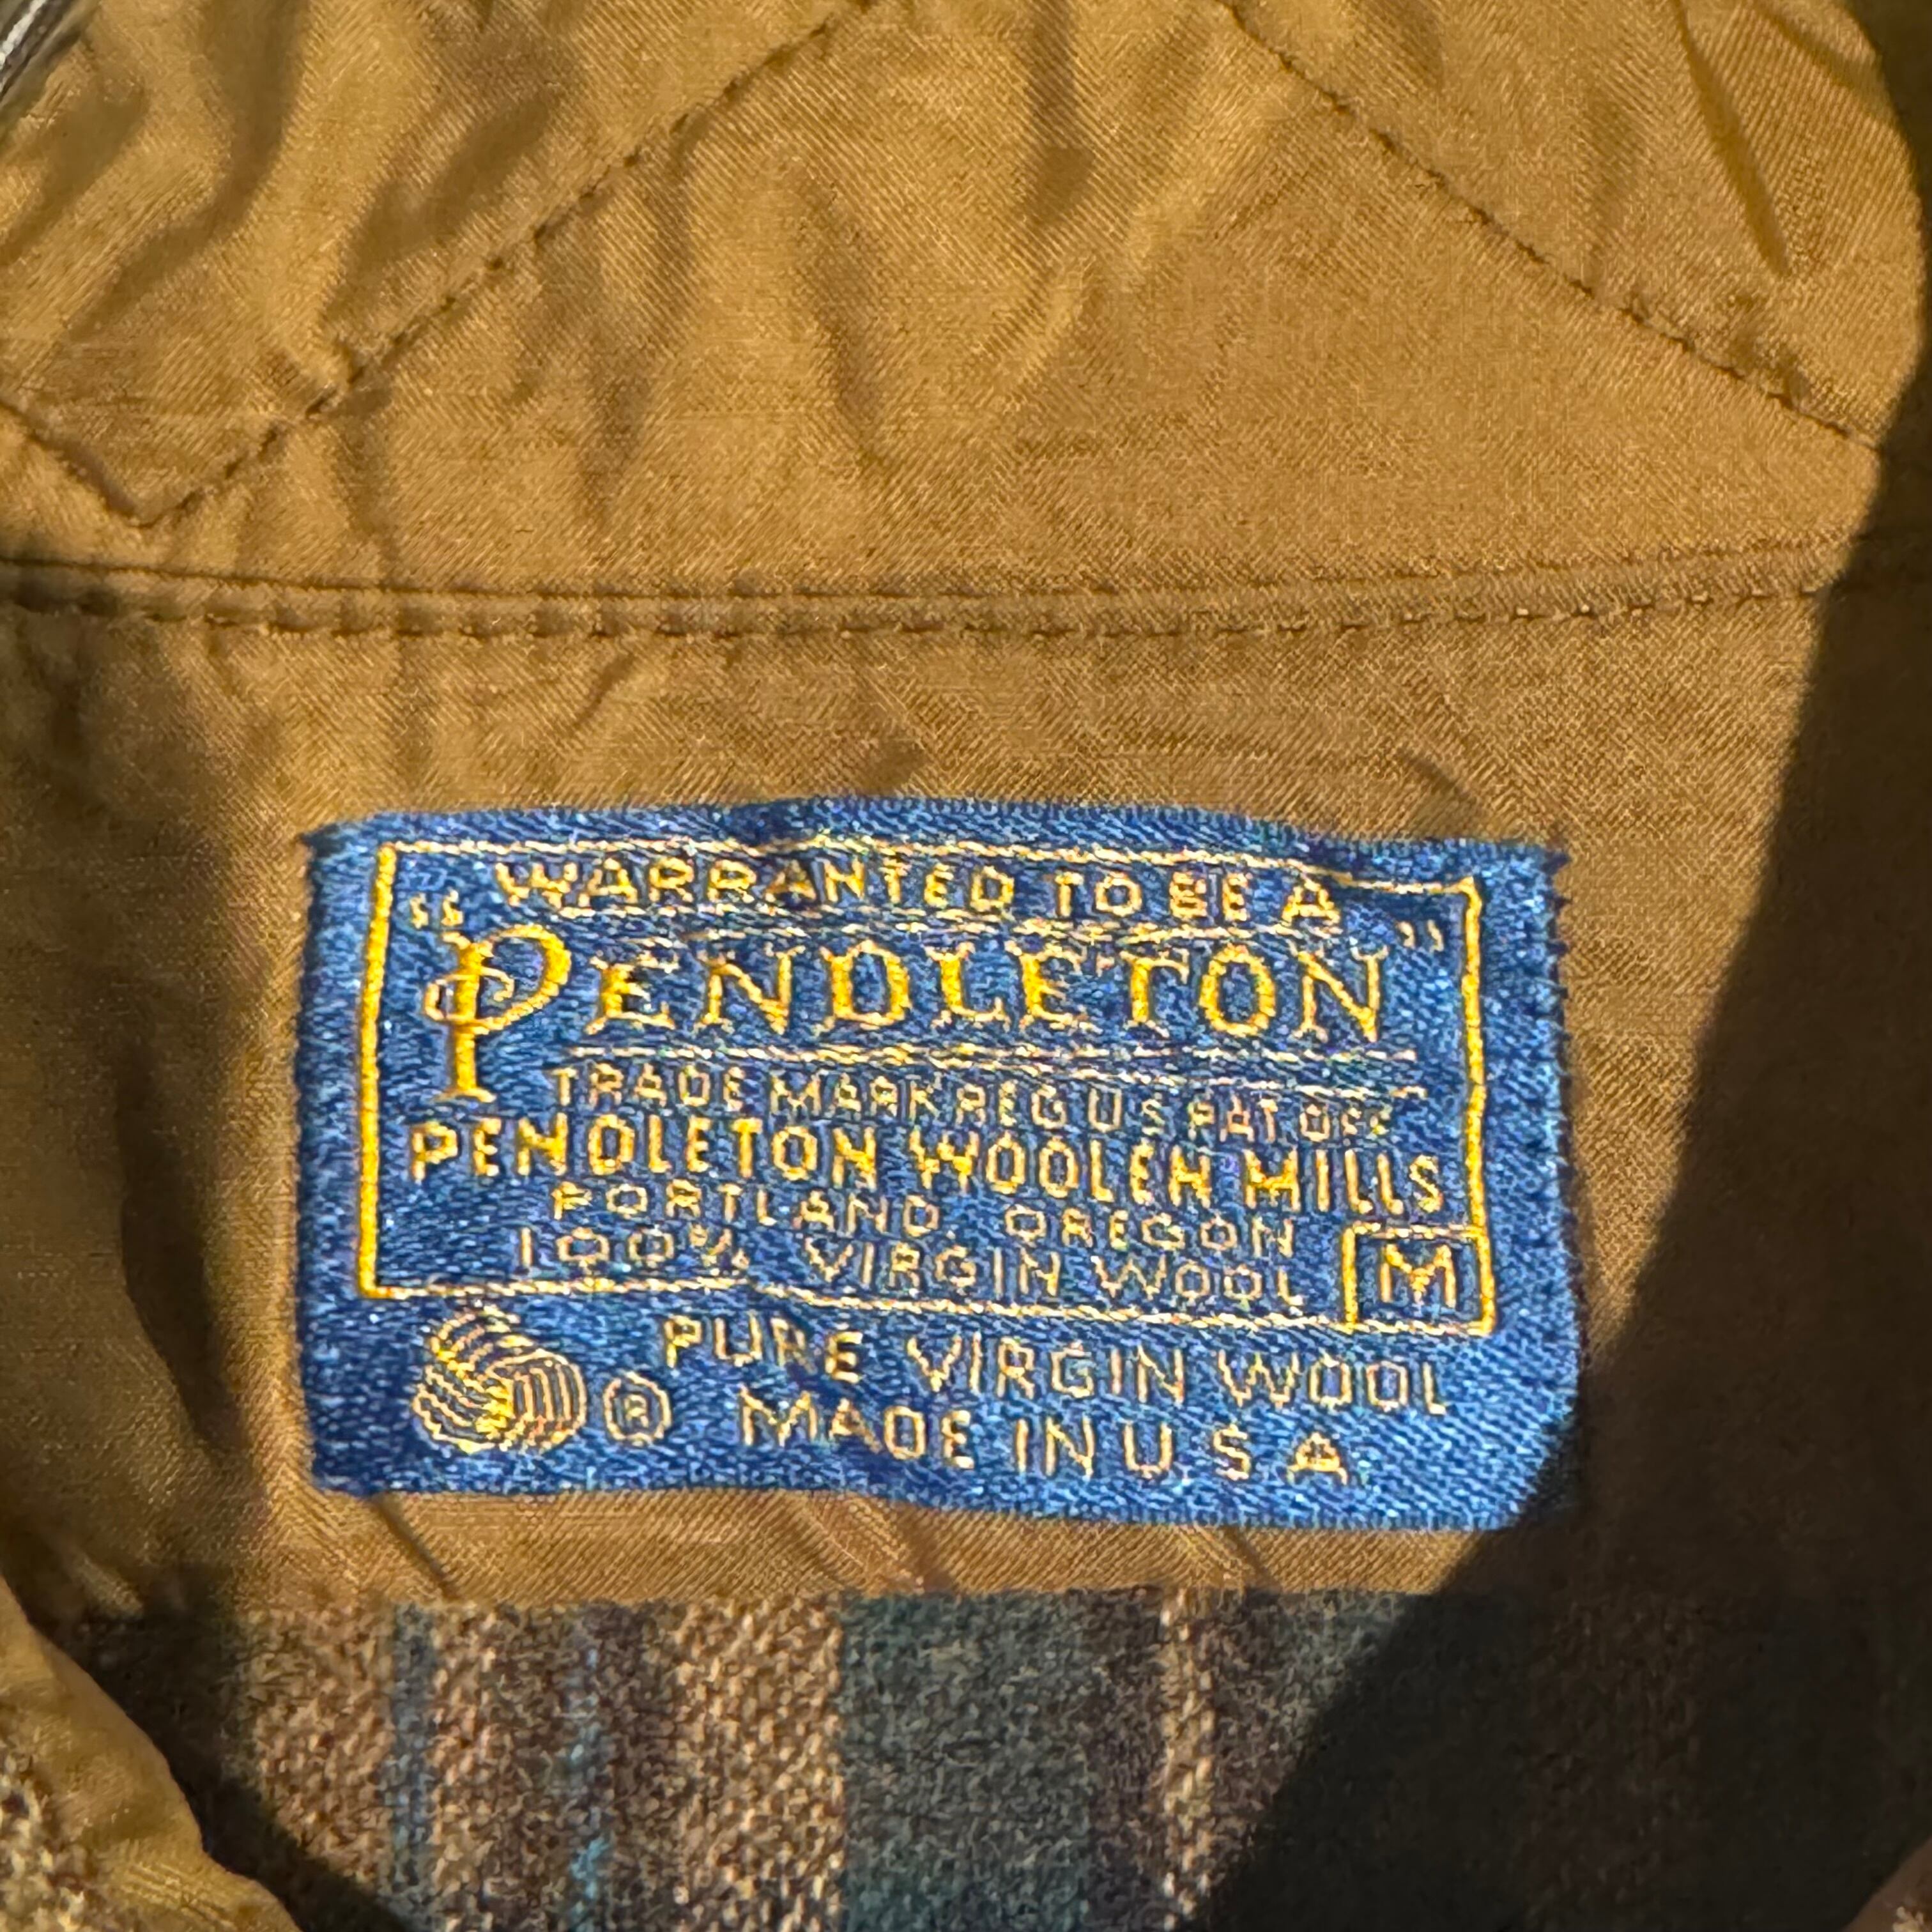 WARRANTED TO BE A
"PENDLETON"
TRADE MARK REG U S PAT OFF
PENDLETON WOOLEN MILLS
PORTLAND, OREGON
100% VIRGIN WOOL M
PURE VIRGIN WOOL
® MADE IN U S A